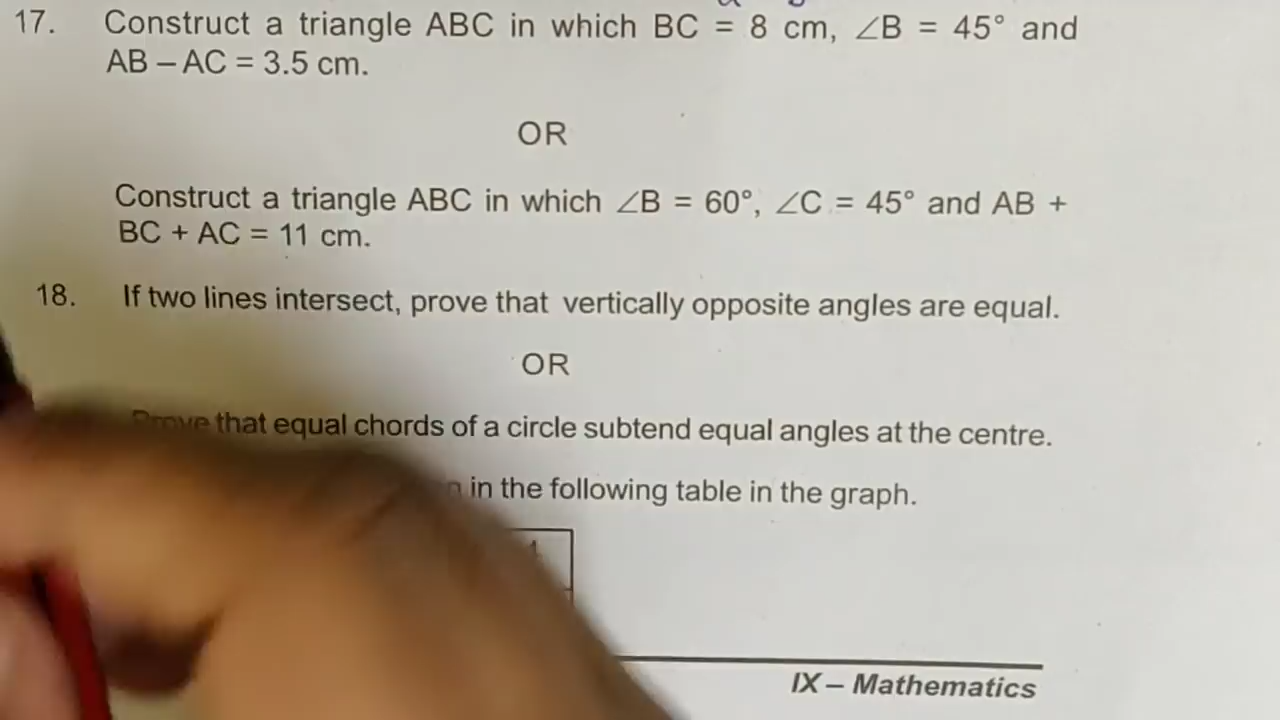 17. Construct a triangle ABC in which BC = 8 cm, ∠B = 45° and
AB – AC = 3.5 cm.
OR
Construct a triangle ABC in which ∠B = 60°, ∠C = 45° and AB +
BC + AC = 11 cm.
18. If two lines intersect, prove that vertically opposite angles are equal.
OR
Prove that equal chords of a circle subtend equal angles at the centre.
in the following table in the graph.
IX – Mathematics